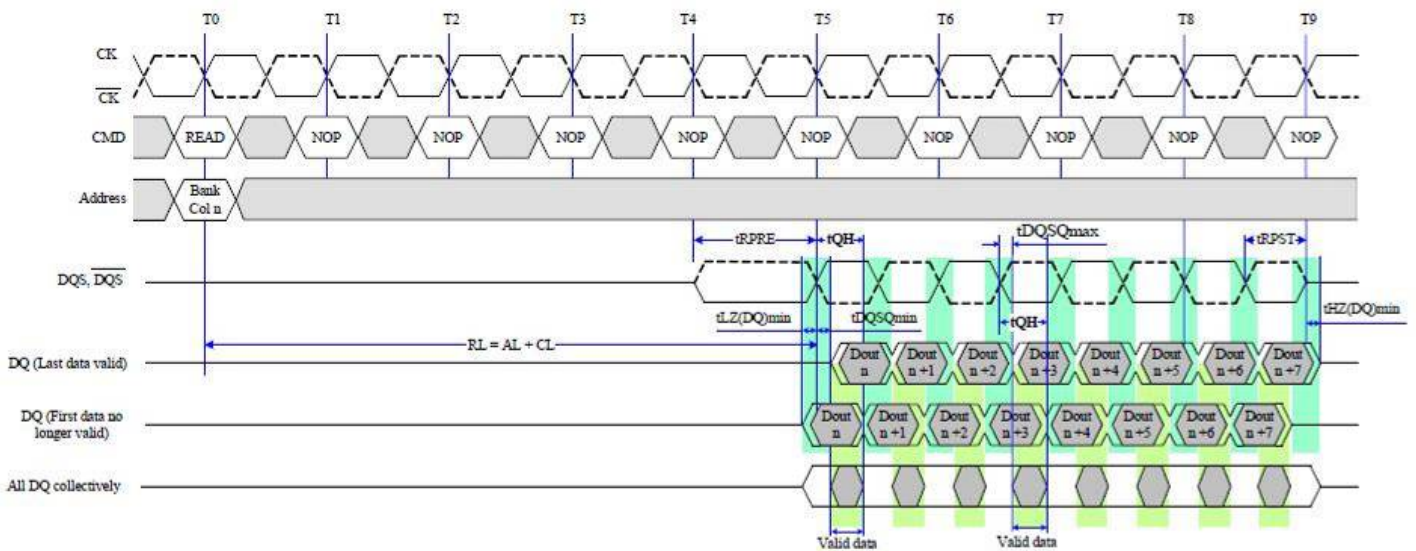 T0 T1 T2 T3 T4 T5 T6 T7 T8 T9
CK
CK
CMD READ NOP NOP NOP NOP NOP NOP NOP NOP NOP
Address Bank
Col n
tRPRE tQH tDQSQmax tRPST
DQS, DQS
tLZ(DQ)min tDQSQmin tQH tHZ(DQ)min
RL = AL + CL
DQ (Last data valid) Dout Dout Dout Dout Dout Dout Dout Dout
n n +1 n +2 n +3 n +4 n +5 n +6 n +7
DQ (First data no
longer valid)
Dout Dout Dout Dout Dout Dout Dout Dout
n n +1 n +2 n +3 n +4 n +5 n +6 n +7
All DQ collectively
Valid data Valid data